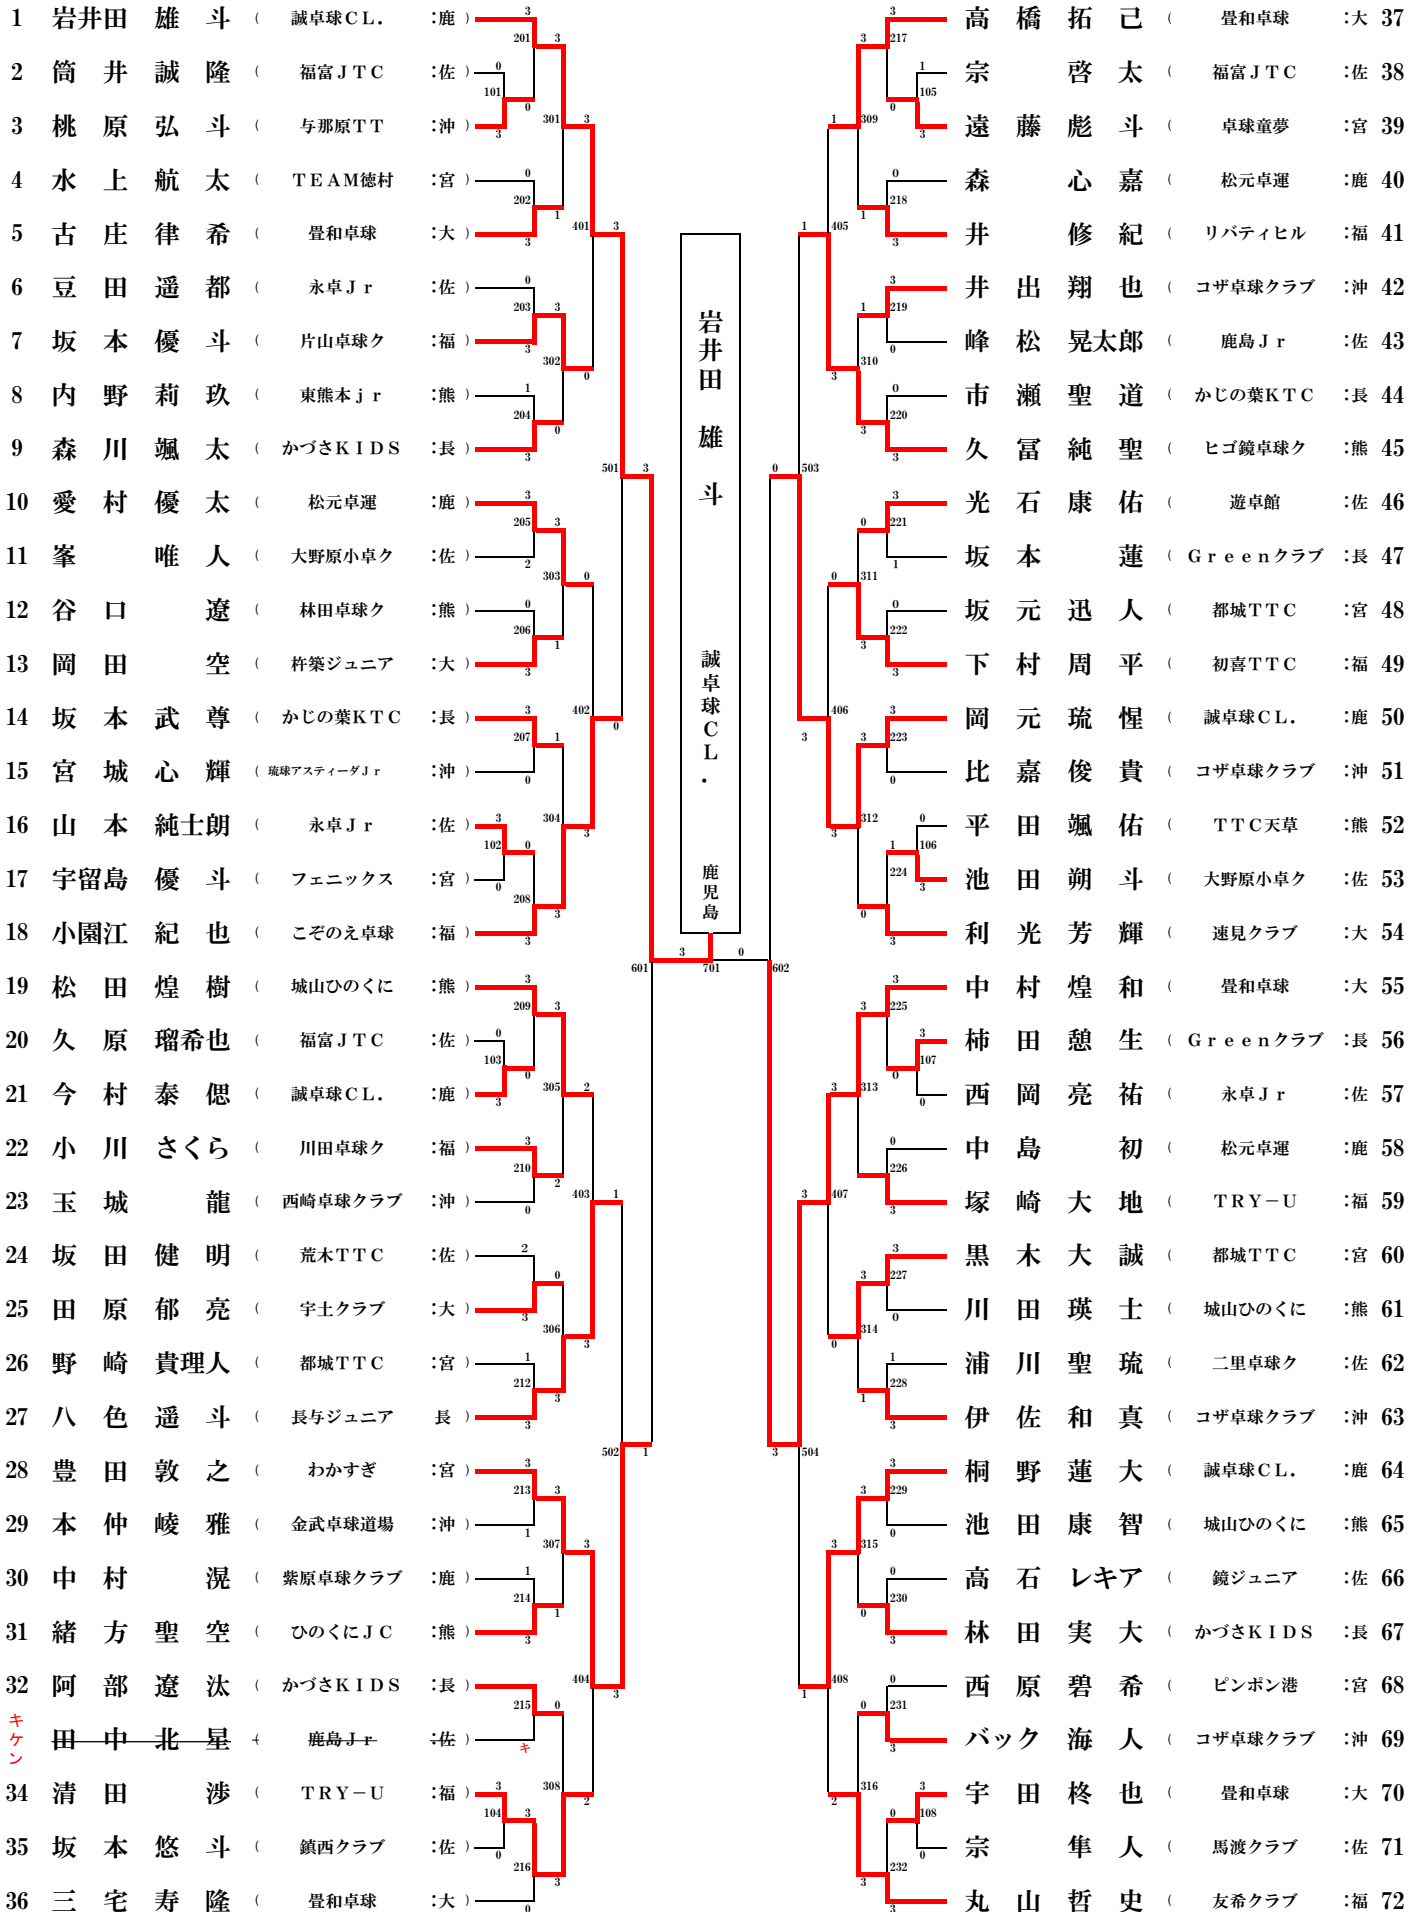 1 岩井田 雄 斗 ( 誠卓球CL. :鹿 )
2 筒 井 誠 隆 ( 福富JTC :佐 )
3 桃 原 弘 斗 ( 与那原TT :沖 )
4 水 上 航 太 ( TEAM徳村 :宮 )
5 古 庄 律 希 ( 畳和卓球 :大 )
6 豆 田 遥 都 ( 永卓Jr :佐 )
7 坂 本 優 斗 ( 片山卓球ク :福 )
8 内 野 莉 玖 ( 東熊本jr :熊 )
9 森 川 颯 太 ( かづさKIDS :長 )
10 愛 村 優 太 ( 松元卓運 :鹿 )
11 峯 唯 人 ( 大野原小卓ク :佐 )
12 谷 口 遼 ( 林田卓球ク :熊 )
13 岡 田 空 ( 杵築ジュニア :大 )
14 坂 本 武 尊 ( かじの葉KTC :長 )
15 宮 城 心 輝 ( 琉球アスティーダJr :沖 )
16 山 本 純士朗 ( 永卓Jr :佐 )
17 宇留島 優 斗 ( フェニックス :宮 )
18 小園江 紀 也 ( こぞのえ卓球 :福 )
19 松 田 煌 樹 ( 城山ひのくに :熊 )
20 久 原 瑠希也 ( 福富JTC :佐 )
21 今 村 泰 偲 ( 誠卓球CL. :鹿 )
22 小 川 さくら ( 川田卓球ク :福 )
23 玉 城 龍 ( 西崎卓球クラブ :沖 )
24 坂 田 健 明 ( 荒木TTC :佐 )
25 田 原 郁 亮 ( 宇土クラブ :大 )
26 野 崎 貴理人 ( 都城TTC :宮 )
27 八 色 遥 斗 ( 長与ジュニア 長 )
28 豊 田 敦 之 ( わかすぎ :宮 )
29 本 仲 崚 雅 ( 金武卓球道場 :沖 )
30 中 村 滉 ( 紫原卓球クラブ :鹿 )
31 緒 方 聖 空 ( ひのくにJC :熊 )
32 阿 部 遼 汰 ( かづさKIDS :長 )
キケン 田 中 北 星 ( 鹿島Jr :佐 ) キ
34 清 田 渉 ( TRY-U :福 )
35 坂 本 悠 斗 ( 鎮西クラブ :佐 )
36 三 宅 寿 隆 ( 畳和卓球 :大 )
岩井田 雄 斗 誠卓球CL. 鹿児島
高 橋 拓 己 ( 畳和卓球 :大 37
宗 啓 太 ( 福富JTC :佐 38
遠 藤 彪 斗 ( 卓球童夢 :宮 39
森 心 嘉 ( 松元卓運 :鹿 40
井 修 紀 ( リバティヒル :福 41
井 出 翔 也 ( コザ卓球クラブ :沖 42
峰 松 晃太郎 ( 鹿島Jr :佐 43
市 瀬 聖 道 ( かじの葉KTC :長 44
久 冨 純 聖 ( ヒゴ鏡卓球ク :熊 45
光 石 康 佑 ( 遊卓館 :佐 46
坂 本 蓮 ( Greenクラブ :長 47
坂 元 迅 人 ( 都城TTC :宮 48
下 村 周 平 ( 初喜TTC :福 49
岡 元 琉 惺 ( 誠卓球CL. :鹿 50
比 嘉 俊 貴 ( コザ卓球クラブ :沖 51
平 田 颯 佑 ( TTC天草 :熊 52
池 田 朔 斗 ( 大野原小卓ク :佐 53
利 光 芳 輝 ( 速見クラブ :大 54
中 村 煌 和 ( 畳和卓球 :大 55
柿 田 憩 生 ( Greenクラブ :長 56
西 岡 亮 祐 ( 永卓Jr :佐 57
中 島 初 ( 松元卓運 :鹿 58
塚 崎 大 地 ( TRY-U :福 59
黒 木 大 誠 ( 都城TTC :宮 60
川 田 瑛 士 ( 城山ひのくに :熊 61
浦 川 聖 琉 ( 二里卓球ク :佐 62
伊 佐 和 真 ( コザ卓球クラブ :沖 63
桐 野 蓮 大 ( 誠卓球CL. :鹿 64
池 田 康 智 ( 城山ひのくに :熊 65
高 石 レキア ( 鏡ジュニア :佐 66
林 田 実 大 ( かづさKIDS :長 67
西 原 碧 希 ( ピンポン港 :宮 68
バック 海 人 ( コザ卓球クラブ :沖 69
宇 田 柊 也 ( 畳和卓球 :大 70
宗 隼 人 ( 馬渡クラブ :佐 71
丸 山 哲 史 ( 友希クラブ :福 72